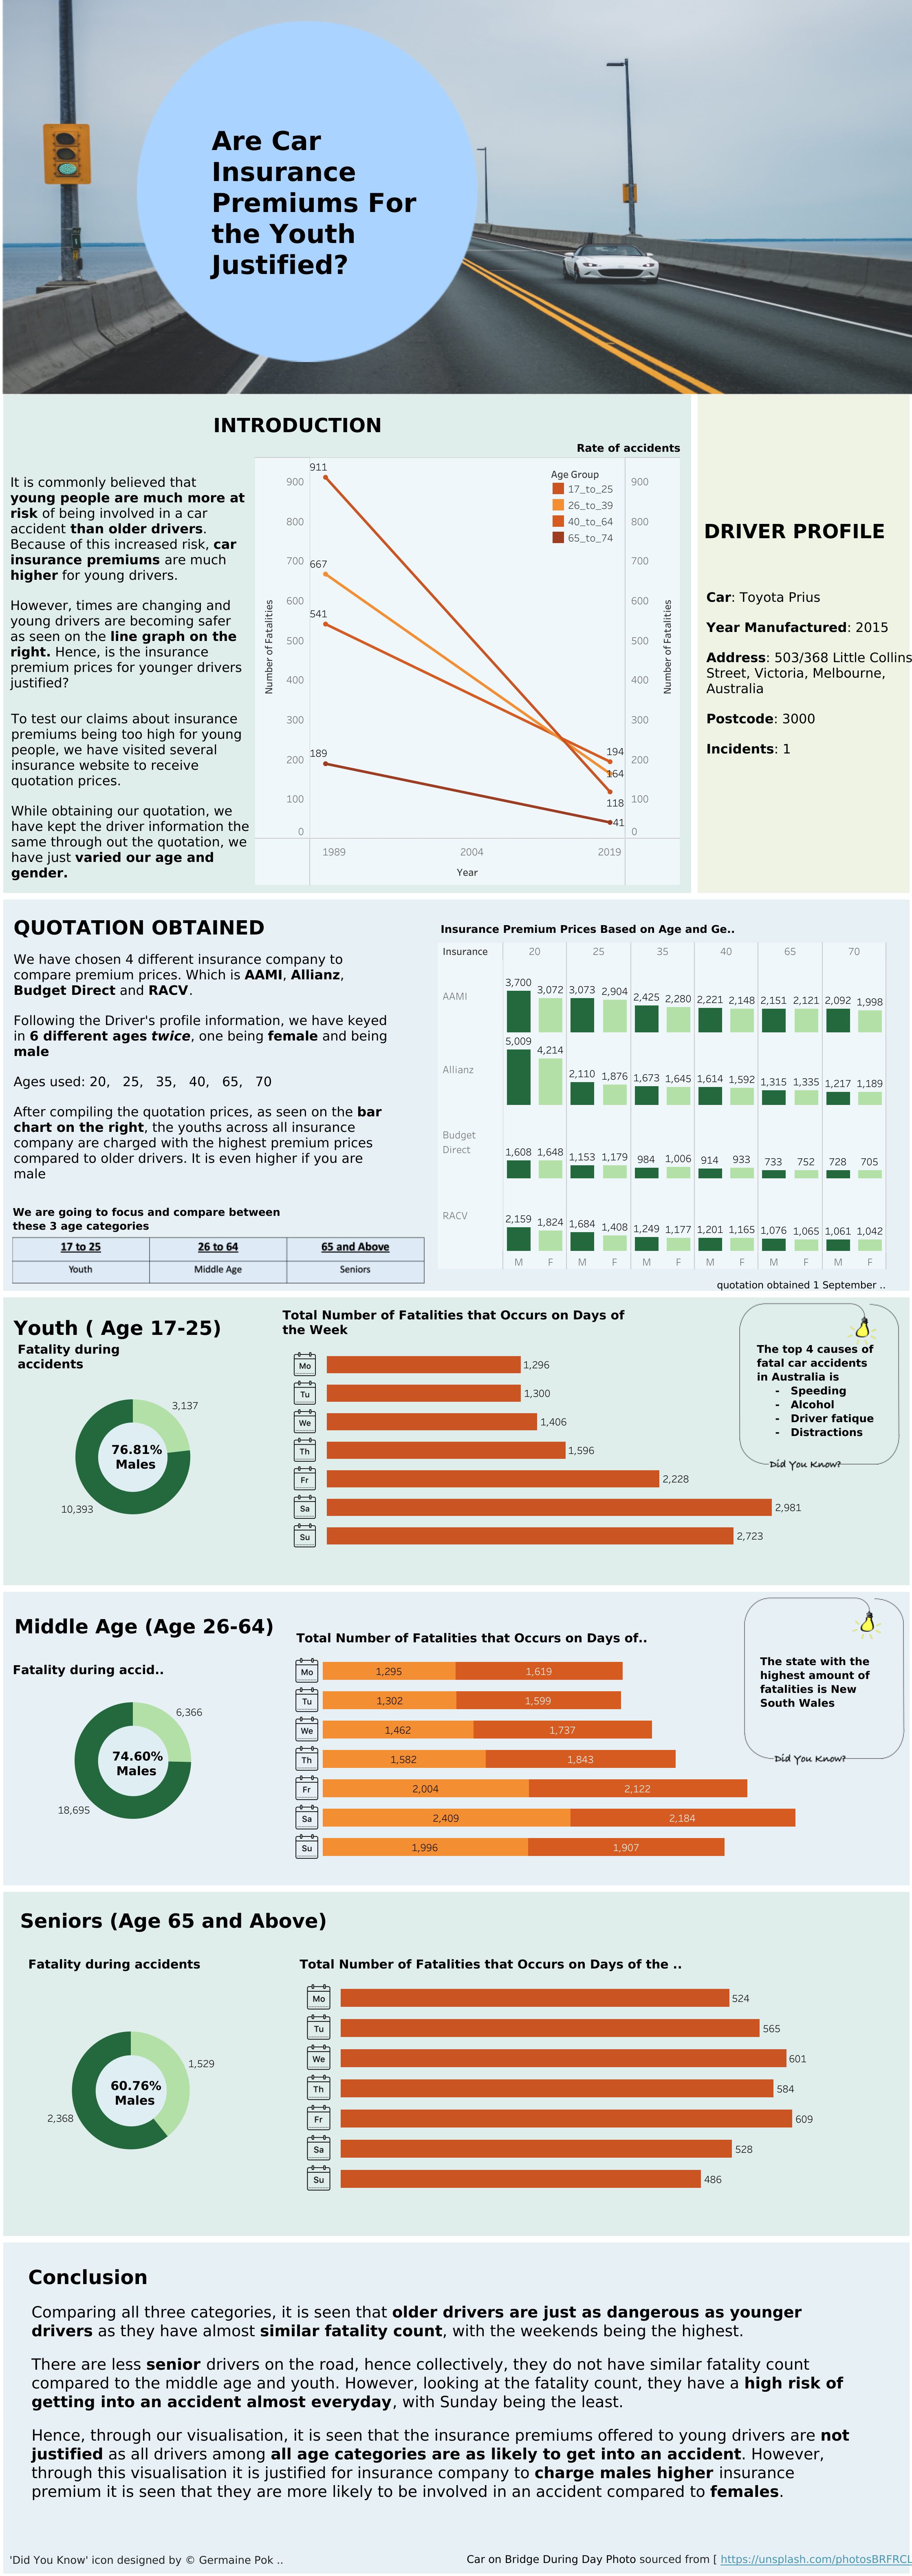 Are Car
Insurance
Premiums For
the Youth
Justified?
INTRODUCTION
It is commonly believed that
young people are much more at
risk of being involved in a car
accident than older drivers.
Because of this increased risk, car
insurance premiums are much
higher for young drivers.
However, times are changing and
young drivers are becoming safer
as seen on the line graph on the
right. Hence, is the insurance
premium prices for younger drivers
justified?
To test our claims about insurance
premiums being too high for young
people, we have visited several
insurance website to receive
quotation prices.
While obtaining our quotation, we
have kept the driver information the
same through out the quotation, we
have just varied our age and
gender.
Rate of accidents
Age Group
17_to_25
26_to_39
40_to_64
65_to_74
Number of Fatalities
900
800
700
600
500
400
300
200
100
0
911
667
541
189
194
164
118
41
900
800
700
600
500
400
300
200
100
0
Number of Fatalities
1989
2004
2019
Year
DRIVER PROFILE
Car: Toyota Prius
Year Manufactured: 2015
Address: 503/368 Little Collins
Street, Victoria, Melbourne,
Australia
Postcode: 3000
Incidents: 1
QUOTATION OBTAINED
We have chosen 4 different insurance company to
compare premium prices. Which is AAMI, Allianz,
Budget Direct and RACV.
Following the Driver's profile information, we have keyed
in 6 different ages twice, one being female and being
male
Ages used: 20, 25, 35, 40, 65, 70
After compiling the quotation prices, as seen on the bar
chart on the right, the youths across all insurance
company are charged with the highest premium prices
compared to older drivers. It is even higher if you are
male
We are going to focus and compare between
these 3 age categories
17 to 25 26 to 64 65 and Above
Youth Middle Age Seniors
Insurance Premium Prices Based on Age and Ge..
Insurance 20 25 35 40 65 70
AAMI 3,700 3,072 3,073 2,904 2,425 2,280 2,221 2,148 2,151 2,121 2,092 1,998
Allianz 5,009 4,214 2,110 1,876 1,673 1,645 1,614 1,592 1,315 1,335 1,217 1,189
Budget
Direct 1,608 1,648 1,153 1,179 984 1,006 914 933 733 752 728 705
RACV 2,159 1,824 1,684 1,408 1,249 1,177 1,201 1,165 1,076 1,065 1,061 1,042
M F M F M F M F M F M F
quotation obtained 1 September ..
Youth ( Age 17-25)
Fatality during
accidents
3,137
76.81%
Males
10,393
Total Number of Fatalities that Occurs on Days of
the Week
Mo 1,296
Tu 1,300
We 1,406
Th 1,596
Fr 2,228
Sa 2,981
Su 2,723
The top 4 causes of
fatal car accidents
in Australia is
- Speeding
- Alcohol
- Driver fatique
- Distractions
Did You Know?
Middle Age (Age 26-64)
Fatality during accid..
6,366
74.60%
Males
18,695
Total Number of Fatalities that Occurs on Days of..
Mo 1,295 1,619
Tu 1,302 1,599
We 1,462 1,737
Th 1,582 1,843
Fr 2,004 2,122
Sa 2,409 2,184
Su 1,996 1,907
The state with the
highest amount of
fatalities is New
South Wales
Did You Know?
Seniors (Age 65 and Above)
Fatality during accidents
1,529
60.76%
Males
2,368
Total Number of Fatalities that Occurs on Days of the ..
Mo 524
Tu 565
We 601
Th 584
Fr 609
Sa 528
Su 486
Conclusion
Comparing all three categories, it is seen that older drivers are just as dangerous as younger
drivers as they have almost similar fatality count, with the weekends being the highest.
There are less senior drivers on the road, hence collectively, they do not have similar fatality count
compared to the middle age and youth. However, looking at the fatality count, they have a high risk of
getting into an accident almost everyday, with Sunday being the least.
Hence, through our visualisation, it is seen that the insurance premiums offered to young drivers are not
justified as all drivers among all age categories are as likely to get into an accident. However,
through this visualisation it is justified for insurance company to charge males higher insurance
premium it is seen that they are more likely to be involved in an accident compared to females.
'Did You Know' icon designed by © Germaine Pok ..
Car on Bridge During Day Photo sourced from [ https://unsplash.com/photosBRFRCL